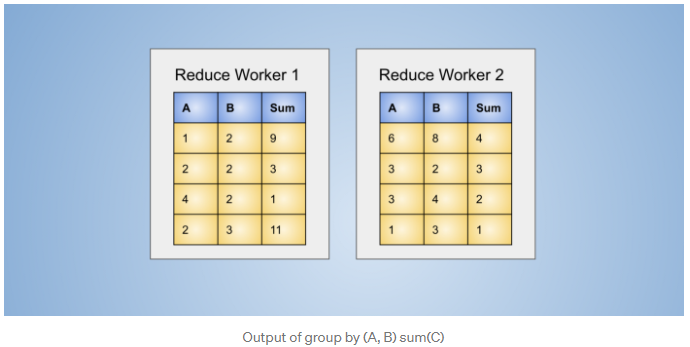 Reduce Worker 1
A B Sum
1 2 9
2 2 3
4 2 1
2 3 11
Reduce Worker 2
A B Sum
6 8 4
3 2 3
3 4 2
1 3 1
Output of group by (A, B) sum(C)